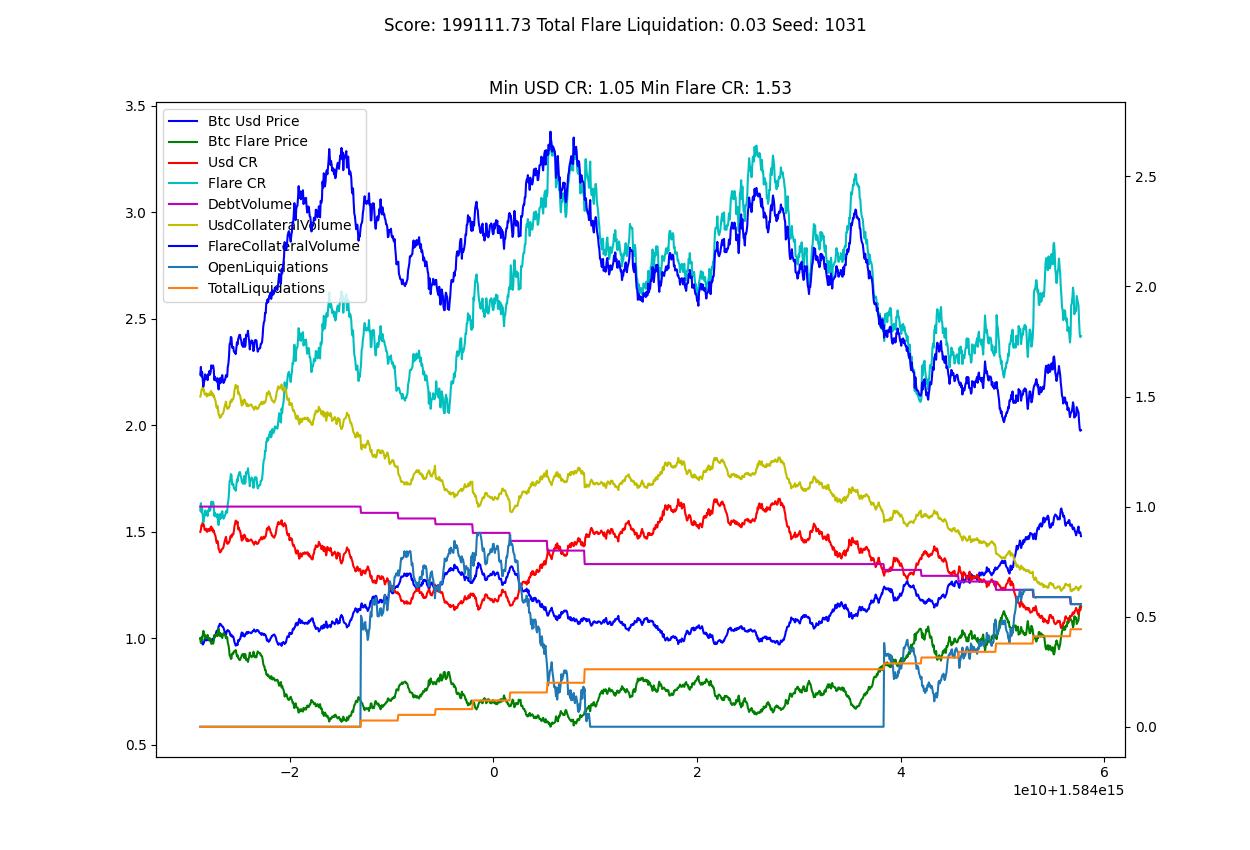 Score: 199111.73 Total Flare Liquidation: 0.03 Seed: 1031
Min USD CR: 1.05 Min Flare CR: 1.53
3.5
3.0
2.5
2.0
1.5
1.0
0.5
Btc Usd Price
Btc Flare Price
Usd CR
Flare CR
DebtVolume
UsdCollateralVolume
FlareCollateralVolume
OpenLiquidations
TotalLiquidations
2.5
2.0
1.5
1.0
0.5
0.0
−2
0
2
4
6
1e10+1.584e15